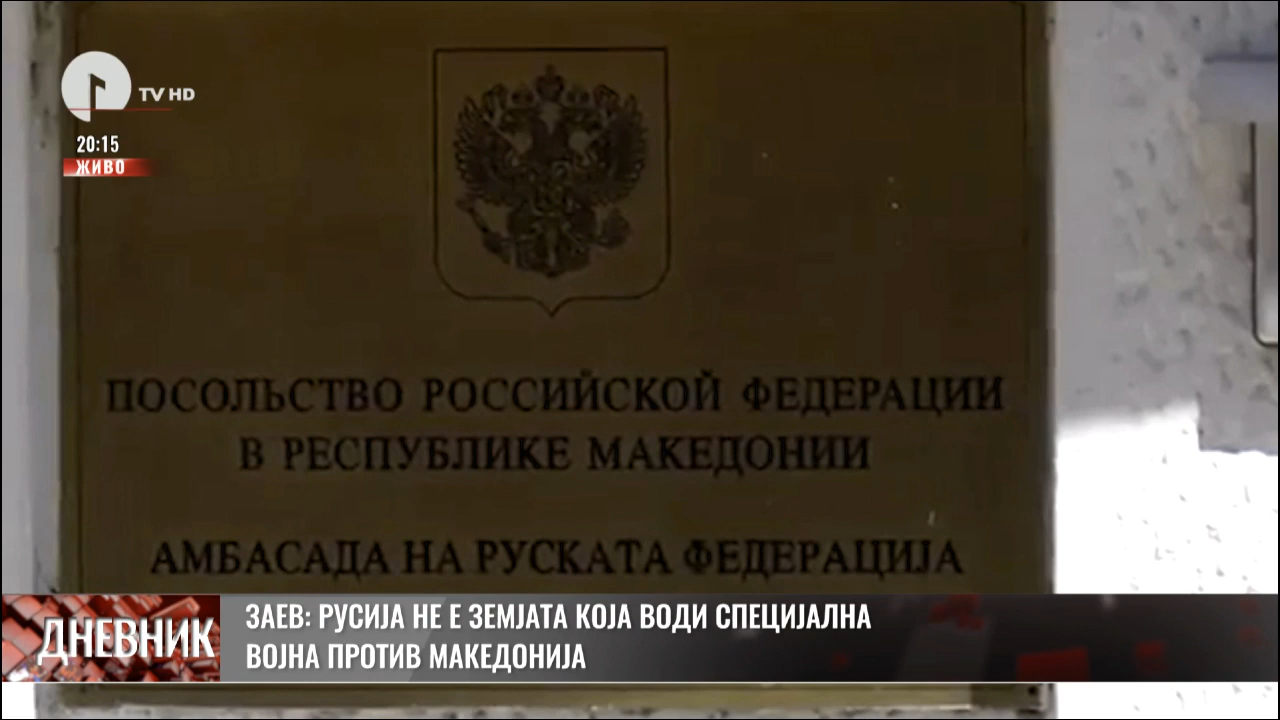 TV HD
20:15
ЖИВО
ПОСОЛЬСТВО РОССИЙСКОЙ ФЕДЕРАЦИИ
В РЕСПУБЛИКЕ МАКЕДОНИИ
АМБАСАДА НА РУСКАТА ФЕДЕРАЦИЈА
ДНЕВНИК
ЗАЕВ: РУСИЈА НЕ Е ЗЕМЈАТА КОЈА ВОДИ СПЕЦИЈАЛНА
ВОЈНА ПРОТИВ МАКЕДОНИЈА